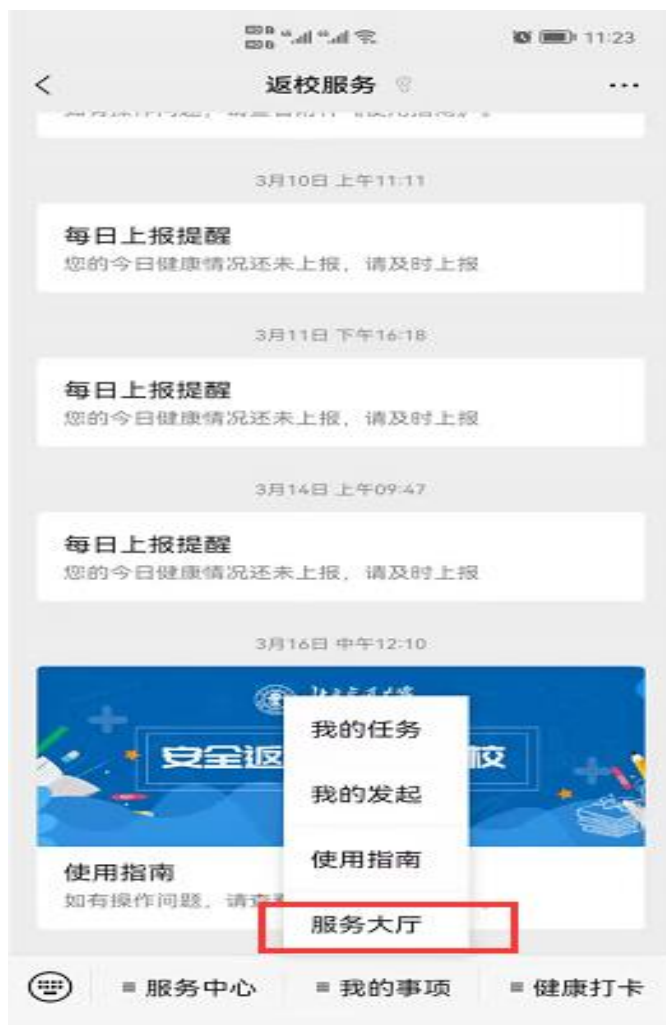 11:23
返校服务
3月10日 上午11:11
每日上报提醒
您的今日健康情况还未上报，请及时上报
3月11日 下午16:18
每日上报提醒
您的今日健康情况还未上报，请及时上报
3月14日 上午09:47
每日上报提醒
您的今日健康情况还未上报，请及时上报
3月16日 中午12:10
安全返
校
我的任务
我的发起
使用指南
服务大厅
使用指南
如有操作问题，请查
服务中心
我的事项
健康打卡